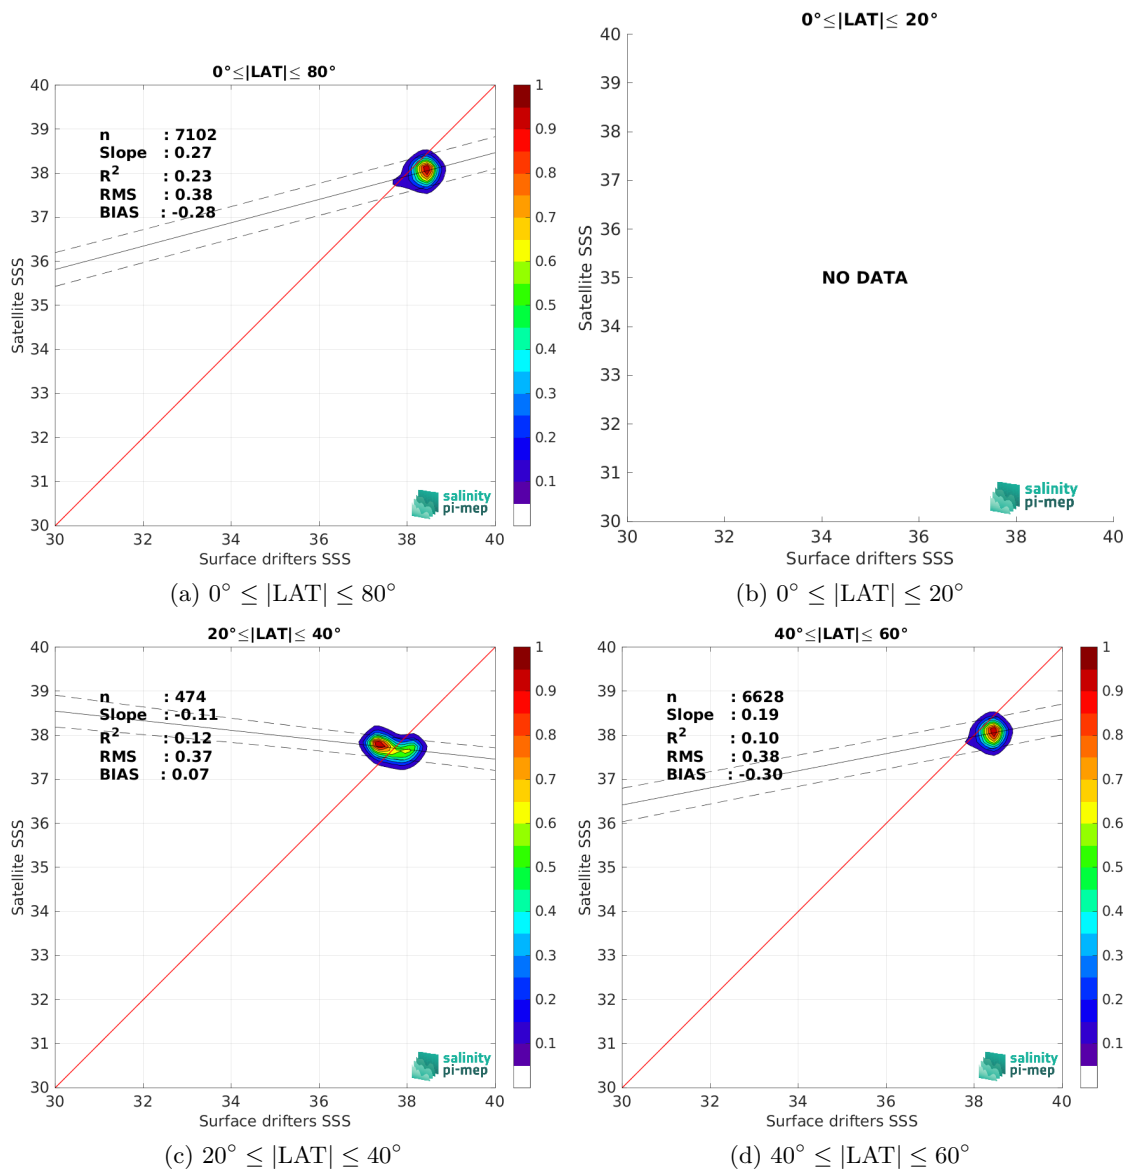 0°≤|LAT|≤ 80°
40
39
38
37
36
35
34
33
32
31
30
Satellite SSS
n : 7102
Slope : 0.27
R² : 0.23
RMS : 0.38
BIAS : -0.28
salinity
pi-mep
30 32 34 36 38 40
Surface drifters SSS
1
0.9
0.8
0.7
0.6
0.5
0.4
0.3
0.2
0.1
(a) 0° ≤ |LAT| ≤ 80°
0°≤|LAT|≤ 20°
40
39
38
37
36
35
34
33
32
31
30
Satellite SSS
NO DATA
salinity
pi-mep
30 32 34 36 38 40
Surface drifters SSS
(b) 0° ≤ |LAT| ≤ 20°
20°≤|LAT|≤ 40°
40
39
38
37
36
35
34
33
32
31
30
Satellite SSS
n : 474
Slope : -0.11
R² : 0.12
RMS : 0.37
BIAS : 0.07
salinity
pi-mep
30 32 34 36 38 40
Surface drifters SSS
1
0.9
0.8
0.7
0.6
0.5
0.4
0.3
0.2
0.1
(c) 20° ≤ |LAT| ≤ 40°
40°≤|LAT|≤ 60°
40
39
38
37
36
35
34
33
32
31
30
Satellite SSS
n : 6628
Slope : 0.19
R² : 0.10
RMS : 0.38
BIAS : -0.30
salinity
pi-mep
30 32 34 36 38 40
Surface drifters SSS
1
0.9
0.8
0.7
0.6
0.5
0.4
0.3
0.2
0.1
(d) 40° ≤ |LAT| ≤ 60°